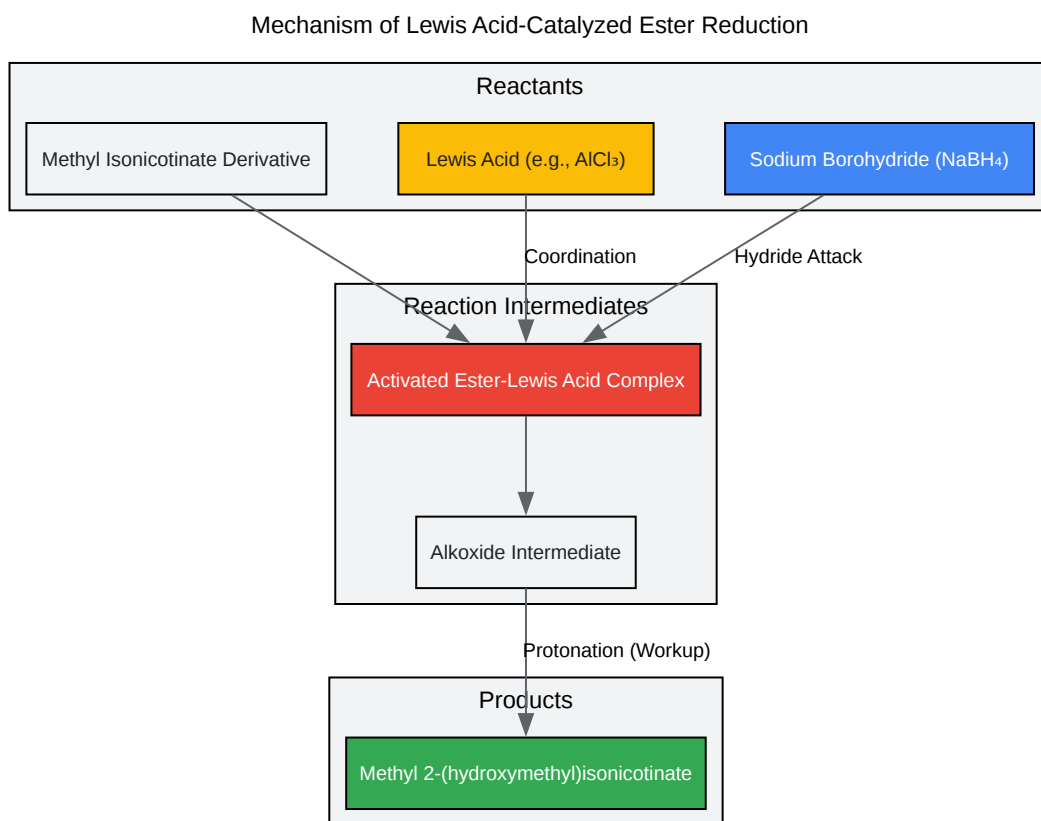 Mechanism of Lewis Acid-Catalyzed Ester Reduction
Reactants
Methyl Isonicotinate Derivative
Lewis Acid (e.g., AlCl₃)
Sodium Borohydride (NaBH₄)
Coordination
Hydride Attack
Reaction Intermediates
Activated Ester-Lewis Acid Complex
Alkoxide Intermediate
Protonation (Workup)
Products
Methyl 2-(hydroxymethyl)isonicotinate